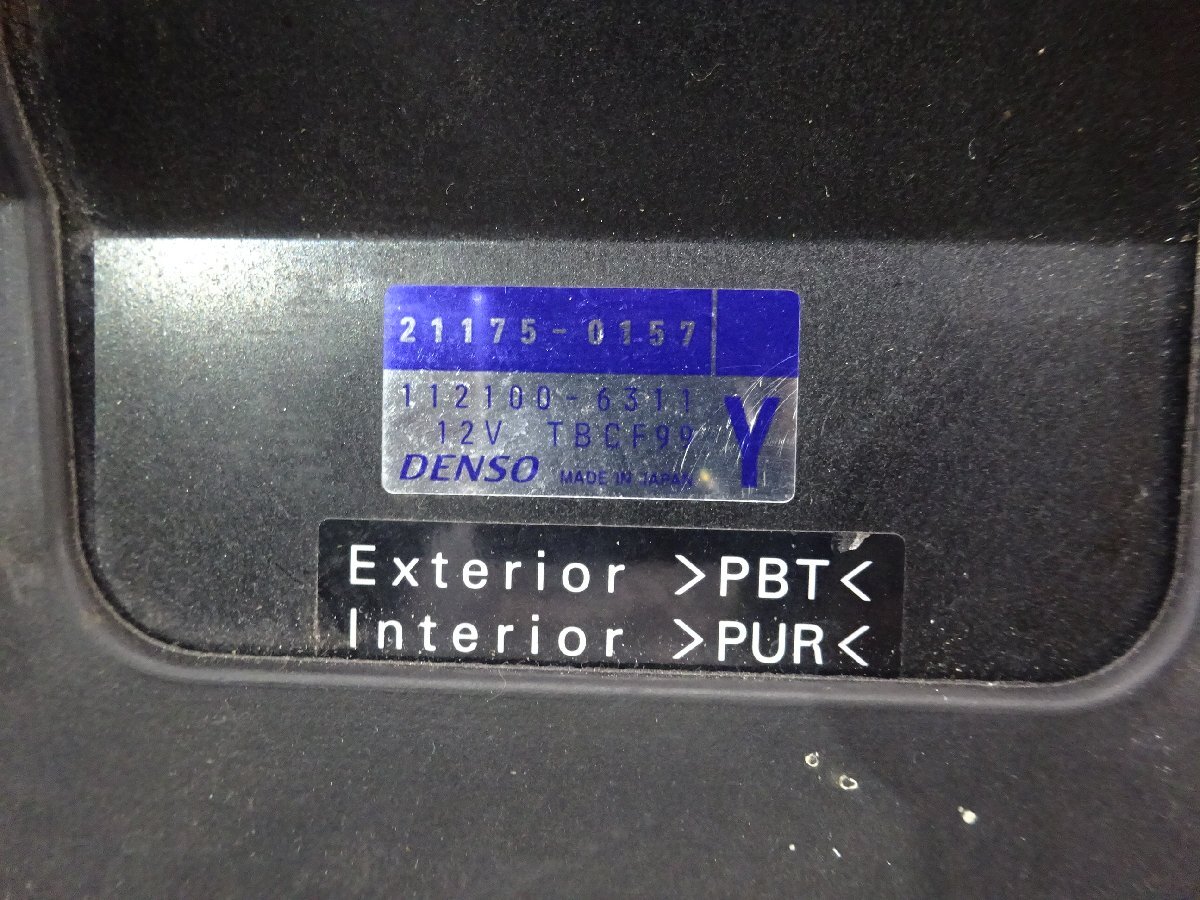 21175-0157
112100-6311
12V TBCF99
Y
DENSO MADE IN JAPAN
Exterior >PBT<
Interior >PUR<